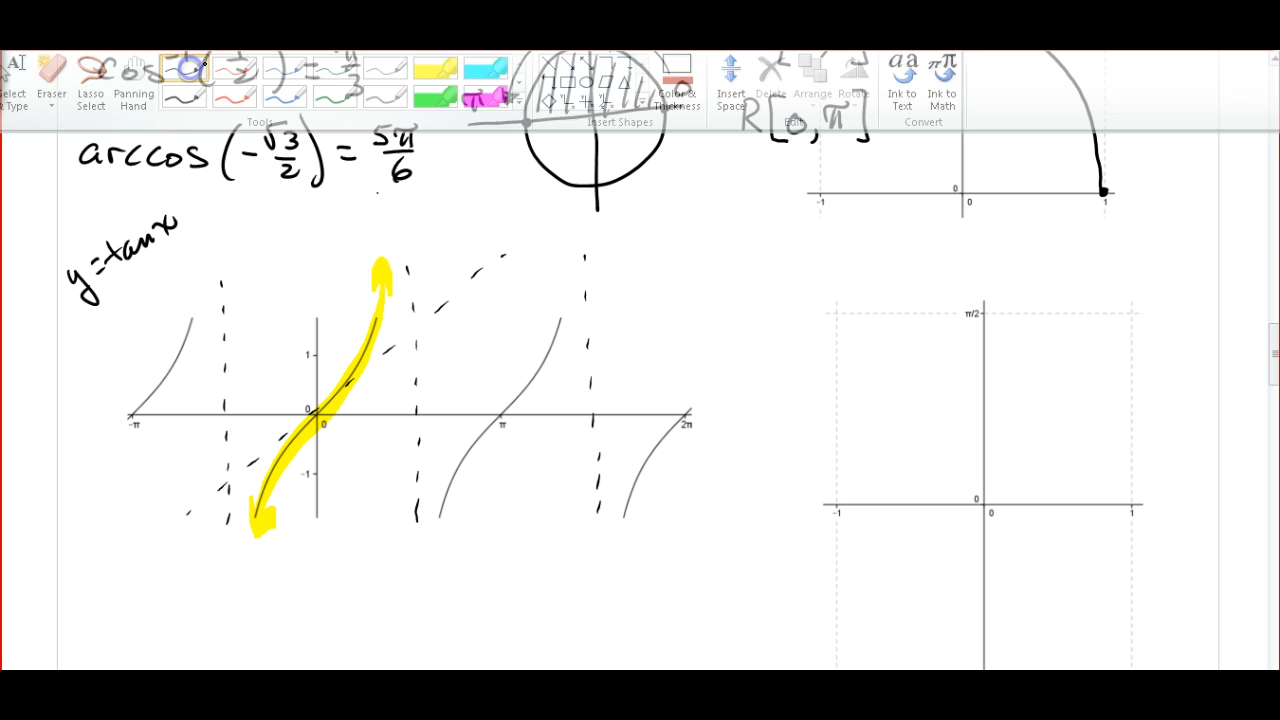 Select & Type
Eraser
Lasso Select
Panning Hand
Color & Thickness
Insert Space
Delete
Arrange
Rotate
Ink to Text
Ink to Math
Tools
Insert Shapes
Edit
Convert
R[0, π]
arccos(-√3/2) = 5π/6
-1 0 0 1
y=tanx
1
0
-π 0 π 2π
-1
π/2
0
-1 0 1